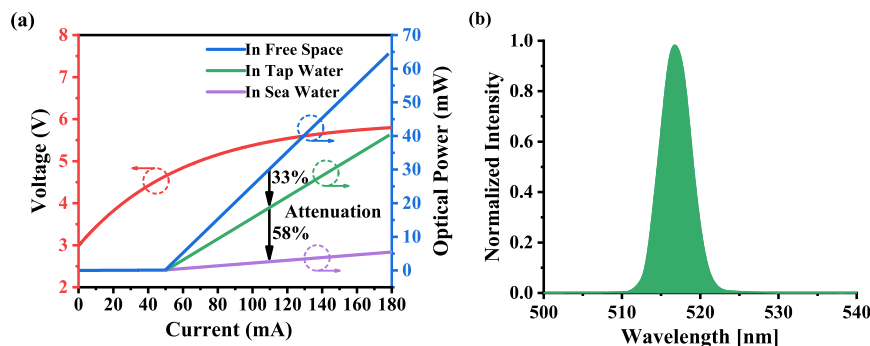 (a)
8
7
6
5
4
3
2
Voltage (V)
In Free Space
In Tap Water
In Sea Water
33%
Attenuation
58%
70
60
50
40
30
20
10
0
Optical Power (mW)
0 20 40 60 80 100 120 140 160 180
Current (mA)
(b)
1.0
0.8
0.6
0.4
0.2
0.0
Normalized Intensity
500 510 520 530 540
Wavelength [nm]